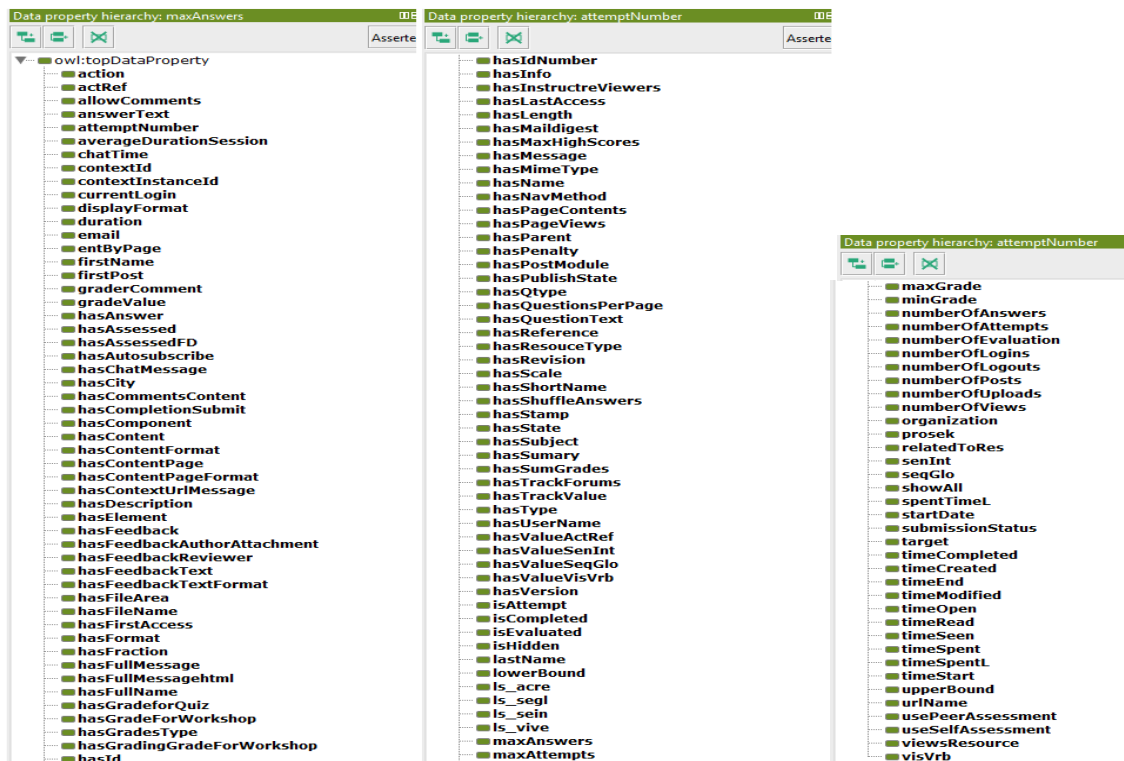 Data property hierarchy: maxAnswers
Asserte
owl:topDataProperty
action
actRef
allowComments
answerText
attemptNumber
averageDurationSession
chatTime
contextId
contextInstanceId
currentLogin
displayFormat
duration
email
entByPage
firstName
firstPost
graderComment
gradeValue
hasAnswer
hasAssessed
hasAssessedFD
hasAutosubscribe
hasChatMessage
hasCity
hasCommentsContent
hasCompletionSubmit
hasComponent
hasContent
hasContentFormat
hasContentPage
hasContentPageFormat
hasContextUrlMessage
hasDescription
hasElement
hasFeedback
hasFeedbackAuthorAttachment
hasFeedbackReviewer
hasFeedbackText
hasFeedbackTextFormat
hasFileArea
hasFileName
hasFirstAccess
hasFormat
hasFraction
hasFullMessage
hasFullMessagehtml
hasFullName
hasGradeforQuiz
hasGradeForWorkshop
hasGradesType
hasGradingGradeForWorkshop
hasId
Data property hierarchy: attemptNumber
Asserte
hasIdNumber
hasInfo
hasInstructreViewers
hasLastAccess
hasLength
hasMaildigest
hasMaxHighScores
hasMessage
hasMimeType
hasName
hasNavMethod
hasPageContents
hasPageViews
hasParent
hasPenalty
hasPostModule
hasPublishState
hasQtype
hasQuestionsPerPage
hasQuestionText
hasReference
hasResouceType
hasRevision
hasScale
hasShortName
hasShuffleAnswers
hasStamp
hasState
hasSubject
hasSumary
hasSumGrades
hasTrackForums
hasTrackValue
hasType
hasUserName
hasValueActRef
hasValueSenInt
hasValueSeqGlo
hasValueVisVrb
hasVersion
isAttempt
isCompleted
isEvaluated
isHidden
lastName
lowerBound
ls_acre
ls_segl
ls_sein
ls_vive
maxAnswers
maxAttempts
Data property hierarchy: attemptNumber
maxGrade
minGrade
numberOfAnswers
numberOfAttempts
numberOfEvaluation
numberOfLogins
numberOfLogouts
numberOfPosts
numberOfUploads
numberOfViews
organization
prosek
relatedToRes
senInt
seqGlo
showAll
spentTimeL
startDate
submissionStatus
target
timeCompleted
timeCreated
timeEnd
timeModified
timeOpen
timeRead
timeSeen
timeSpent
timeSpentL
timeStart
upperBound
urlName
usePeerAssessment
useSelfAssessment
viewsResource
visVrb